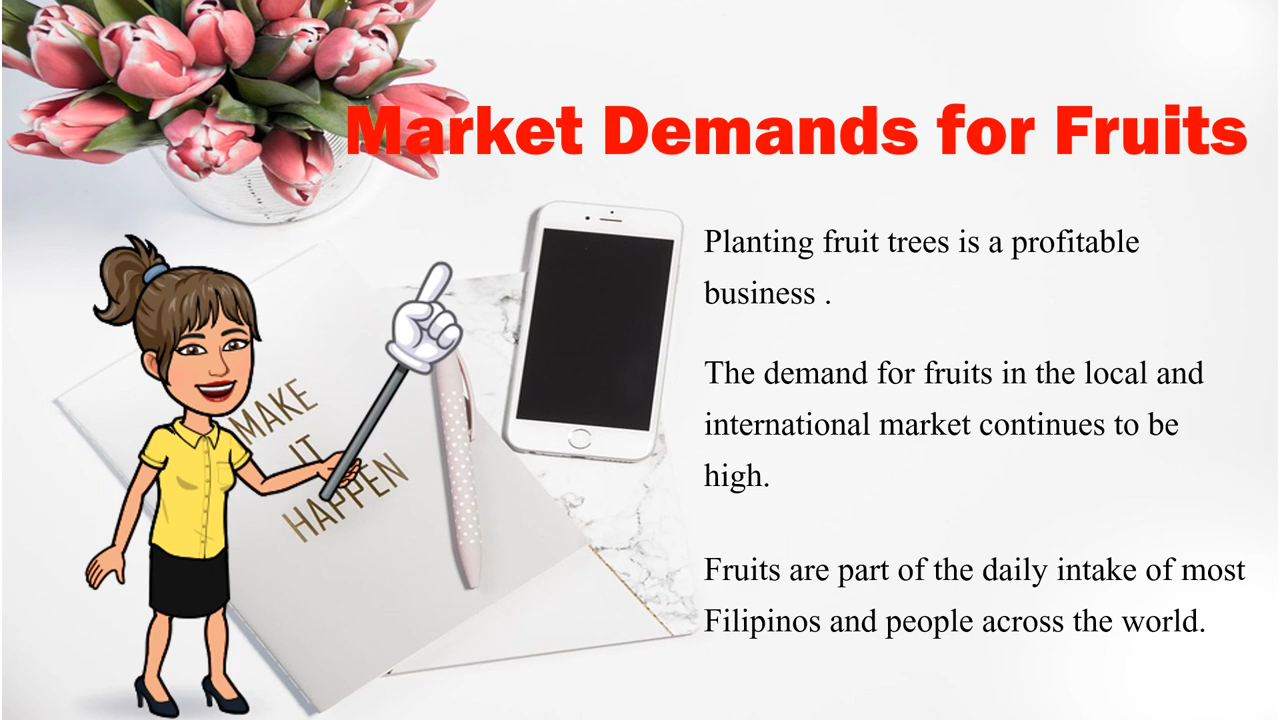 Market Demands for Fruits
Planting fruit trees is a profitable
business .
The demand for fruits in the local and
international market continues to be
high.
Fruits are part of the daily intake of most
Filipinos and people across the world.
MAKE
IT
HAPPEN